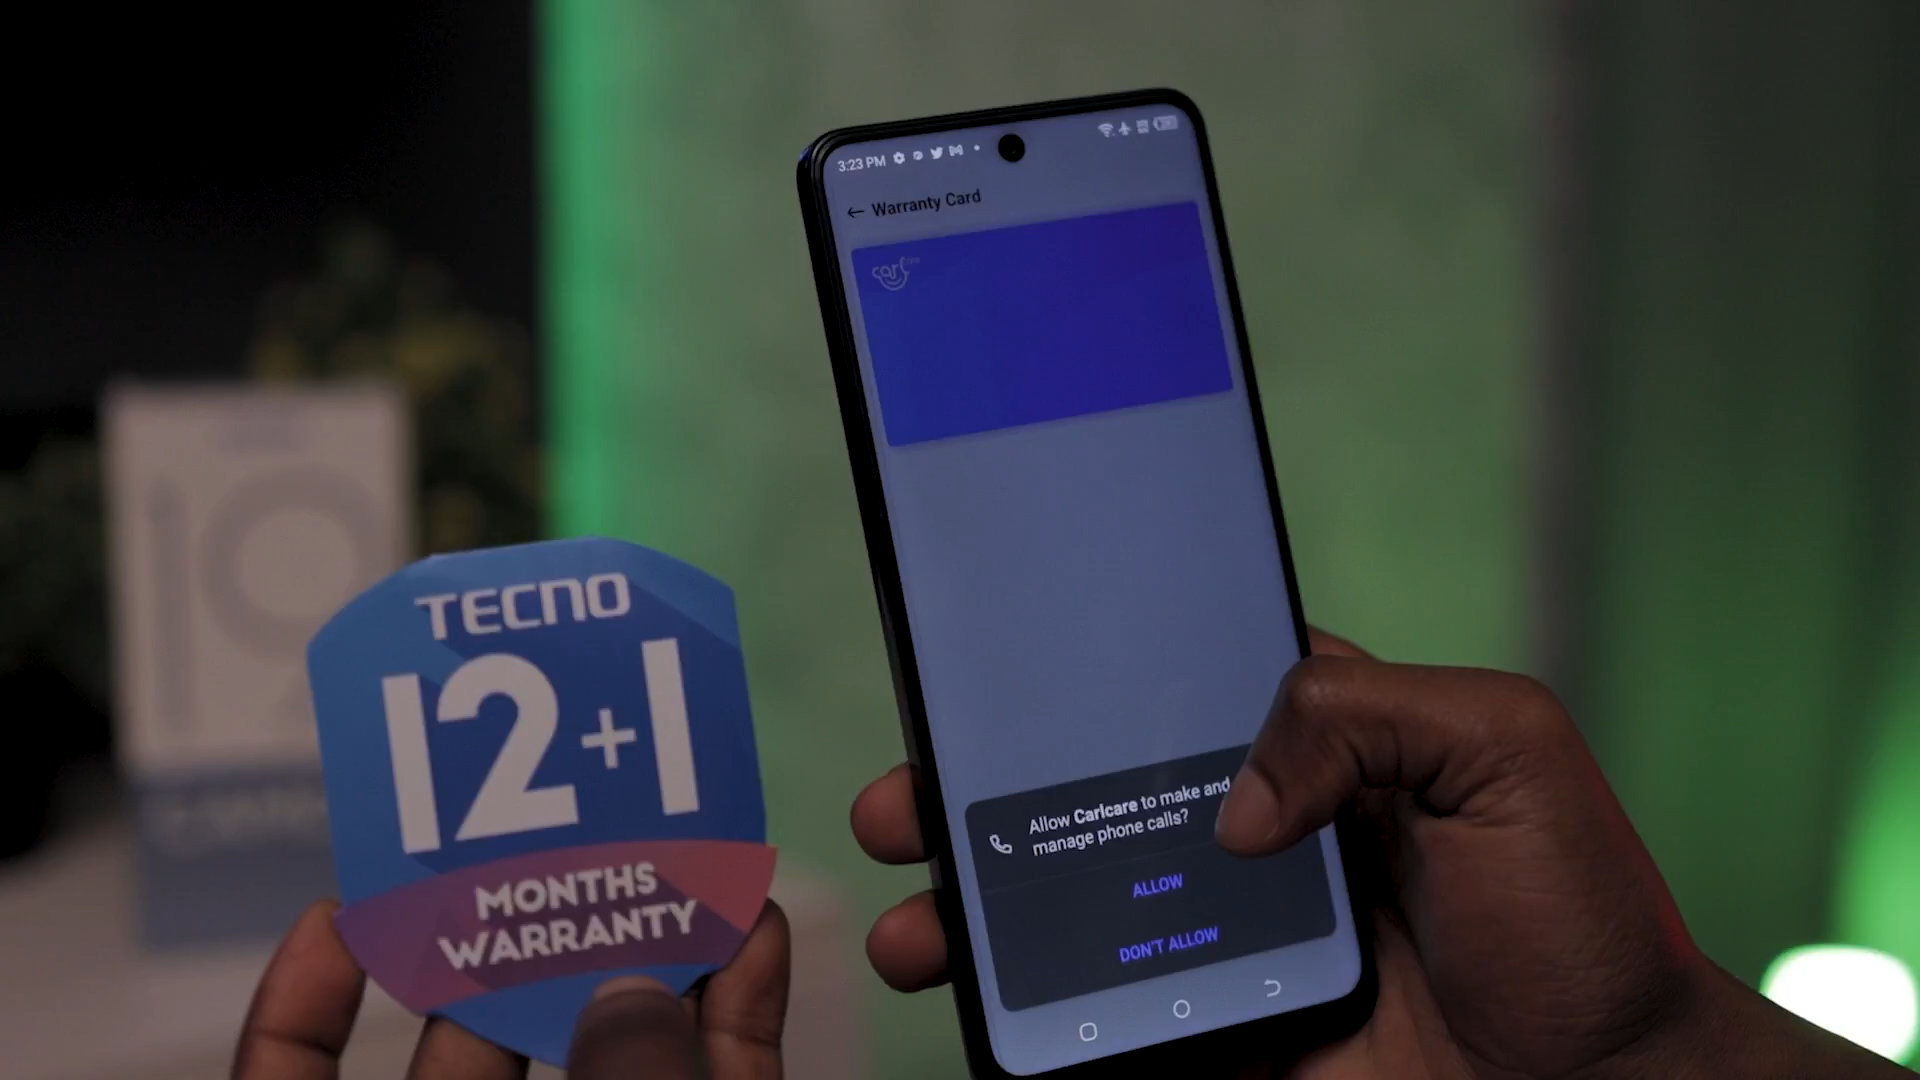 3:23 PM
Warranty Card
TECNO
12+1
MONTHS
WARRANTY
Allow Carlcare to make and
manage phone calls?
ALLOW
DON'T ALLOW